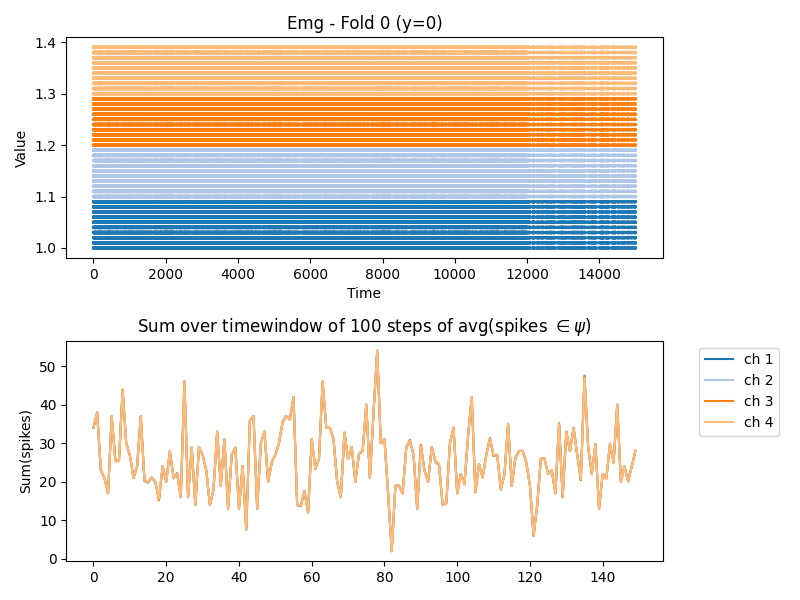 Emg - Fold 0 (y=0)
1.4
1.3
1.2
1.1
1.0
Value
0 2000 4000 6000 8000 10000 12000 14000
Time
Sum over timewindow of 100 steps of avg(spikes ∈ψ)
50
40
30
20
10
0
Sum(spikes)
0 20 40 60 80 100 120 140
ch 1
ch 2
ch 3
ch 4